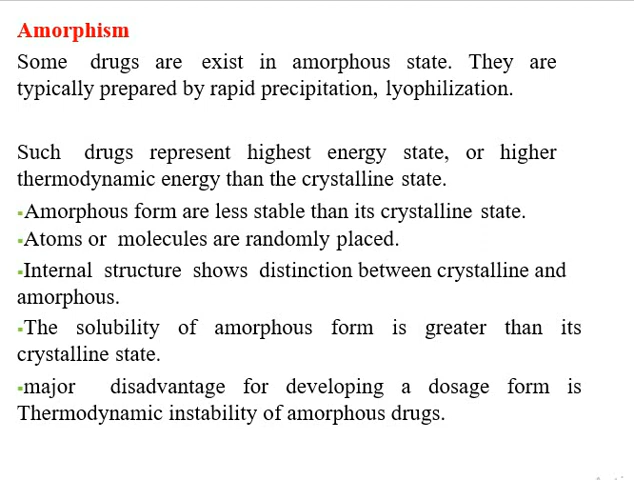 Amorphism
Some drugs are exist in amorphous state. They are
typically prepared by rapid precipitation, lyophilization.
Such drugs represent highest energy state, or higher
thermodynamic energy than the crystalline state.
▪Amorphous form are less stable than its crystalline state.
▪Atoms or molecules are randomly placed.
▪Internal structure shows distinction between crystalline and
amorphous.
▪The solubility of amorphous form is greater than its
crystalline state.
▪major disadvantage for developing a dosage form is
Thermodynamic instability of amorphous drugs.